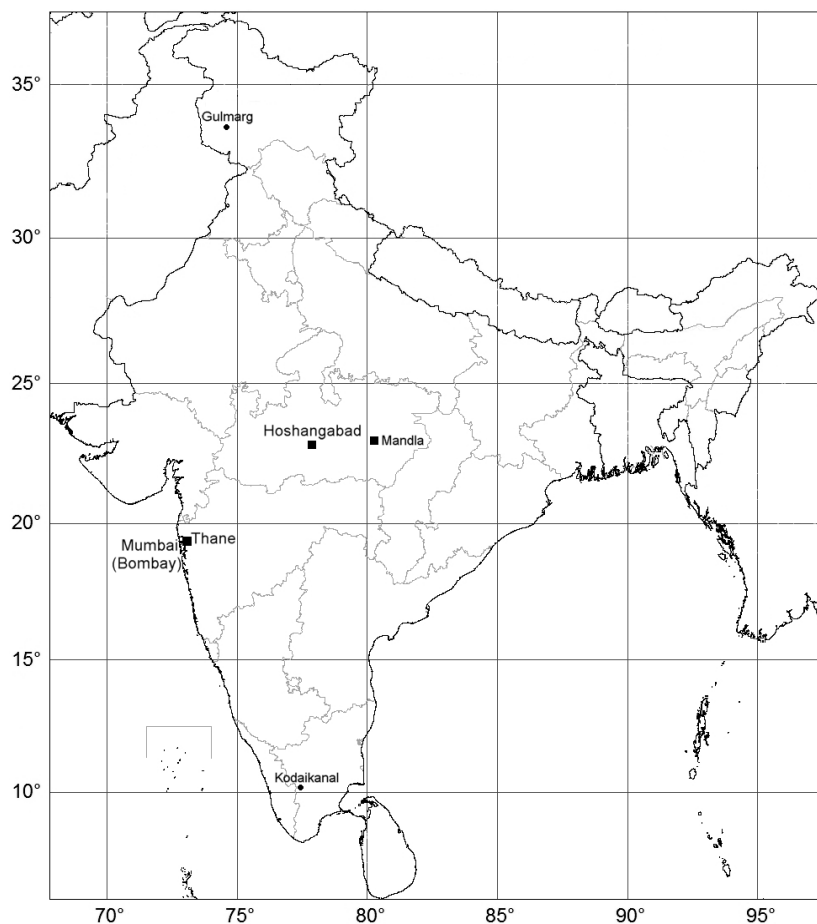 35°
Gulmarg
30°
25°
Hoshangabad
Mandla
20°
Thane
Mumbai
(Bombay)
15°
Kodaikanal
10°
70° 75° 80° 85° 90° 95°